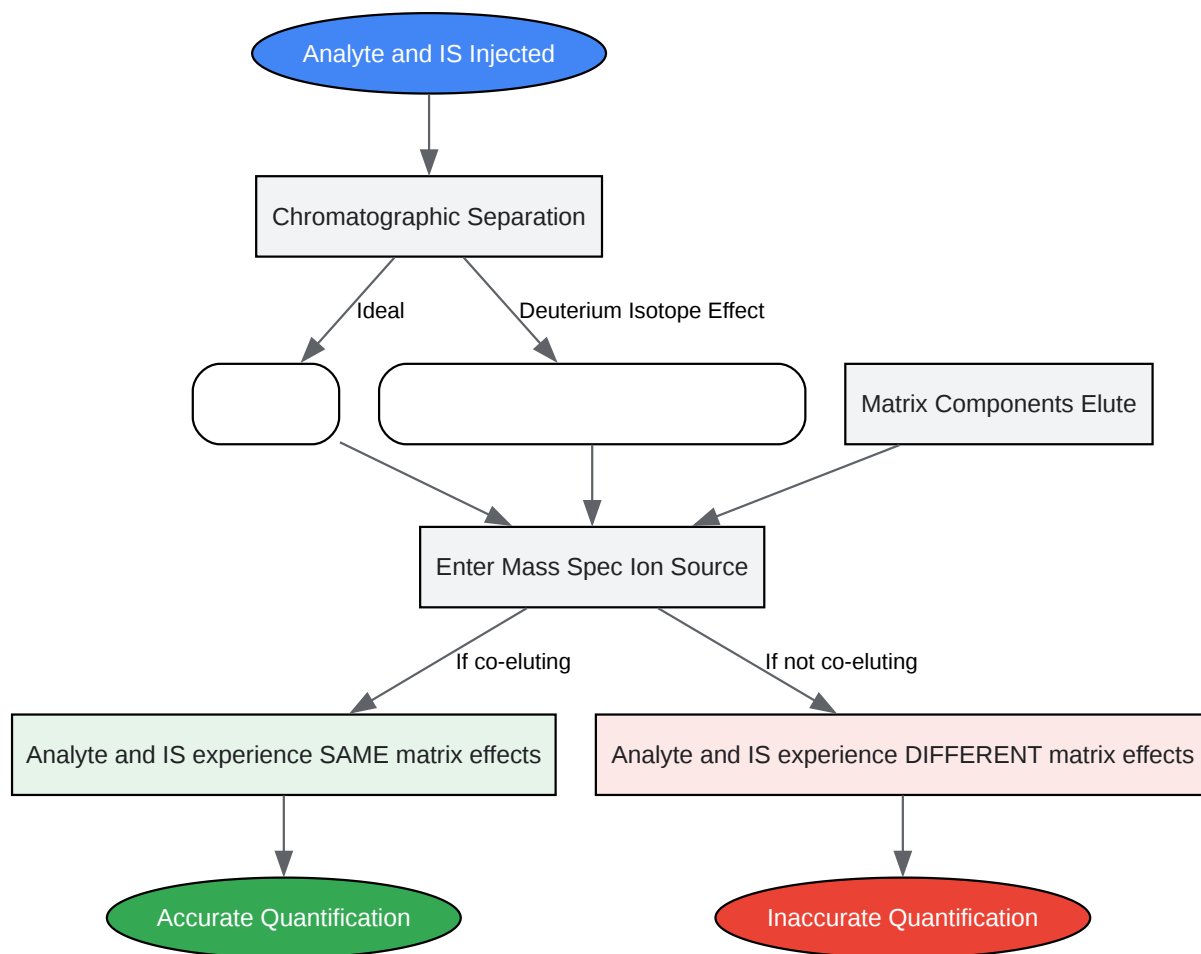 Analyte and IS Injected
Chromatographic Separation
Ideal
Deuterium Isotope Effect
Matrix Components Elute
Enter Mass Spec Ion Source
If co-eluting
If not co-eluting
Analyte and IS experience SAME matrix effects
Analyte and IS experience DIFFERENT matrix effects
Accurate Quantification
Inaccurate Quantification